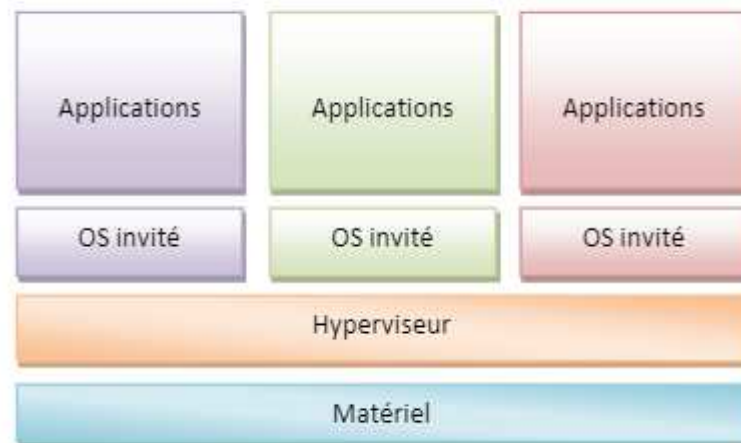 Applications Applications Applications
OS invité OS invité OS invité
Hyperviseur
Matériel